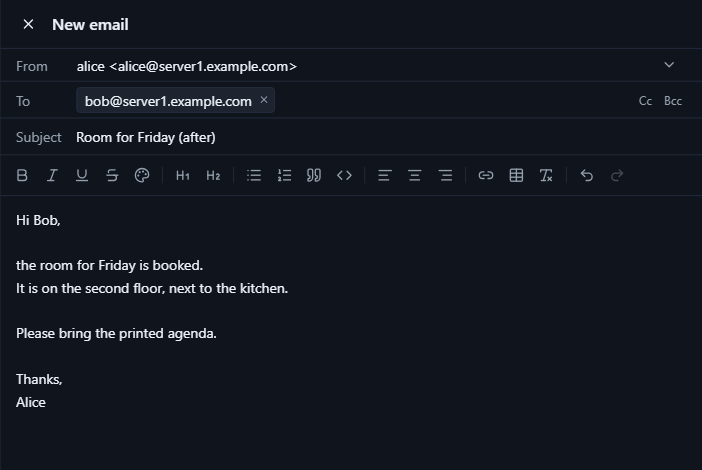 New email
From alice <alice@server1.example.com>
To bob@server1.example.com × Cc Bcc
Subject Room for Friday (after)
B I U S H1 H2
Hi Bob,
the room for Friday is booked.
It is on the second floor, next to the kitchen.
Please bring the printed agenda.
Thanks,
Alice